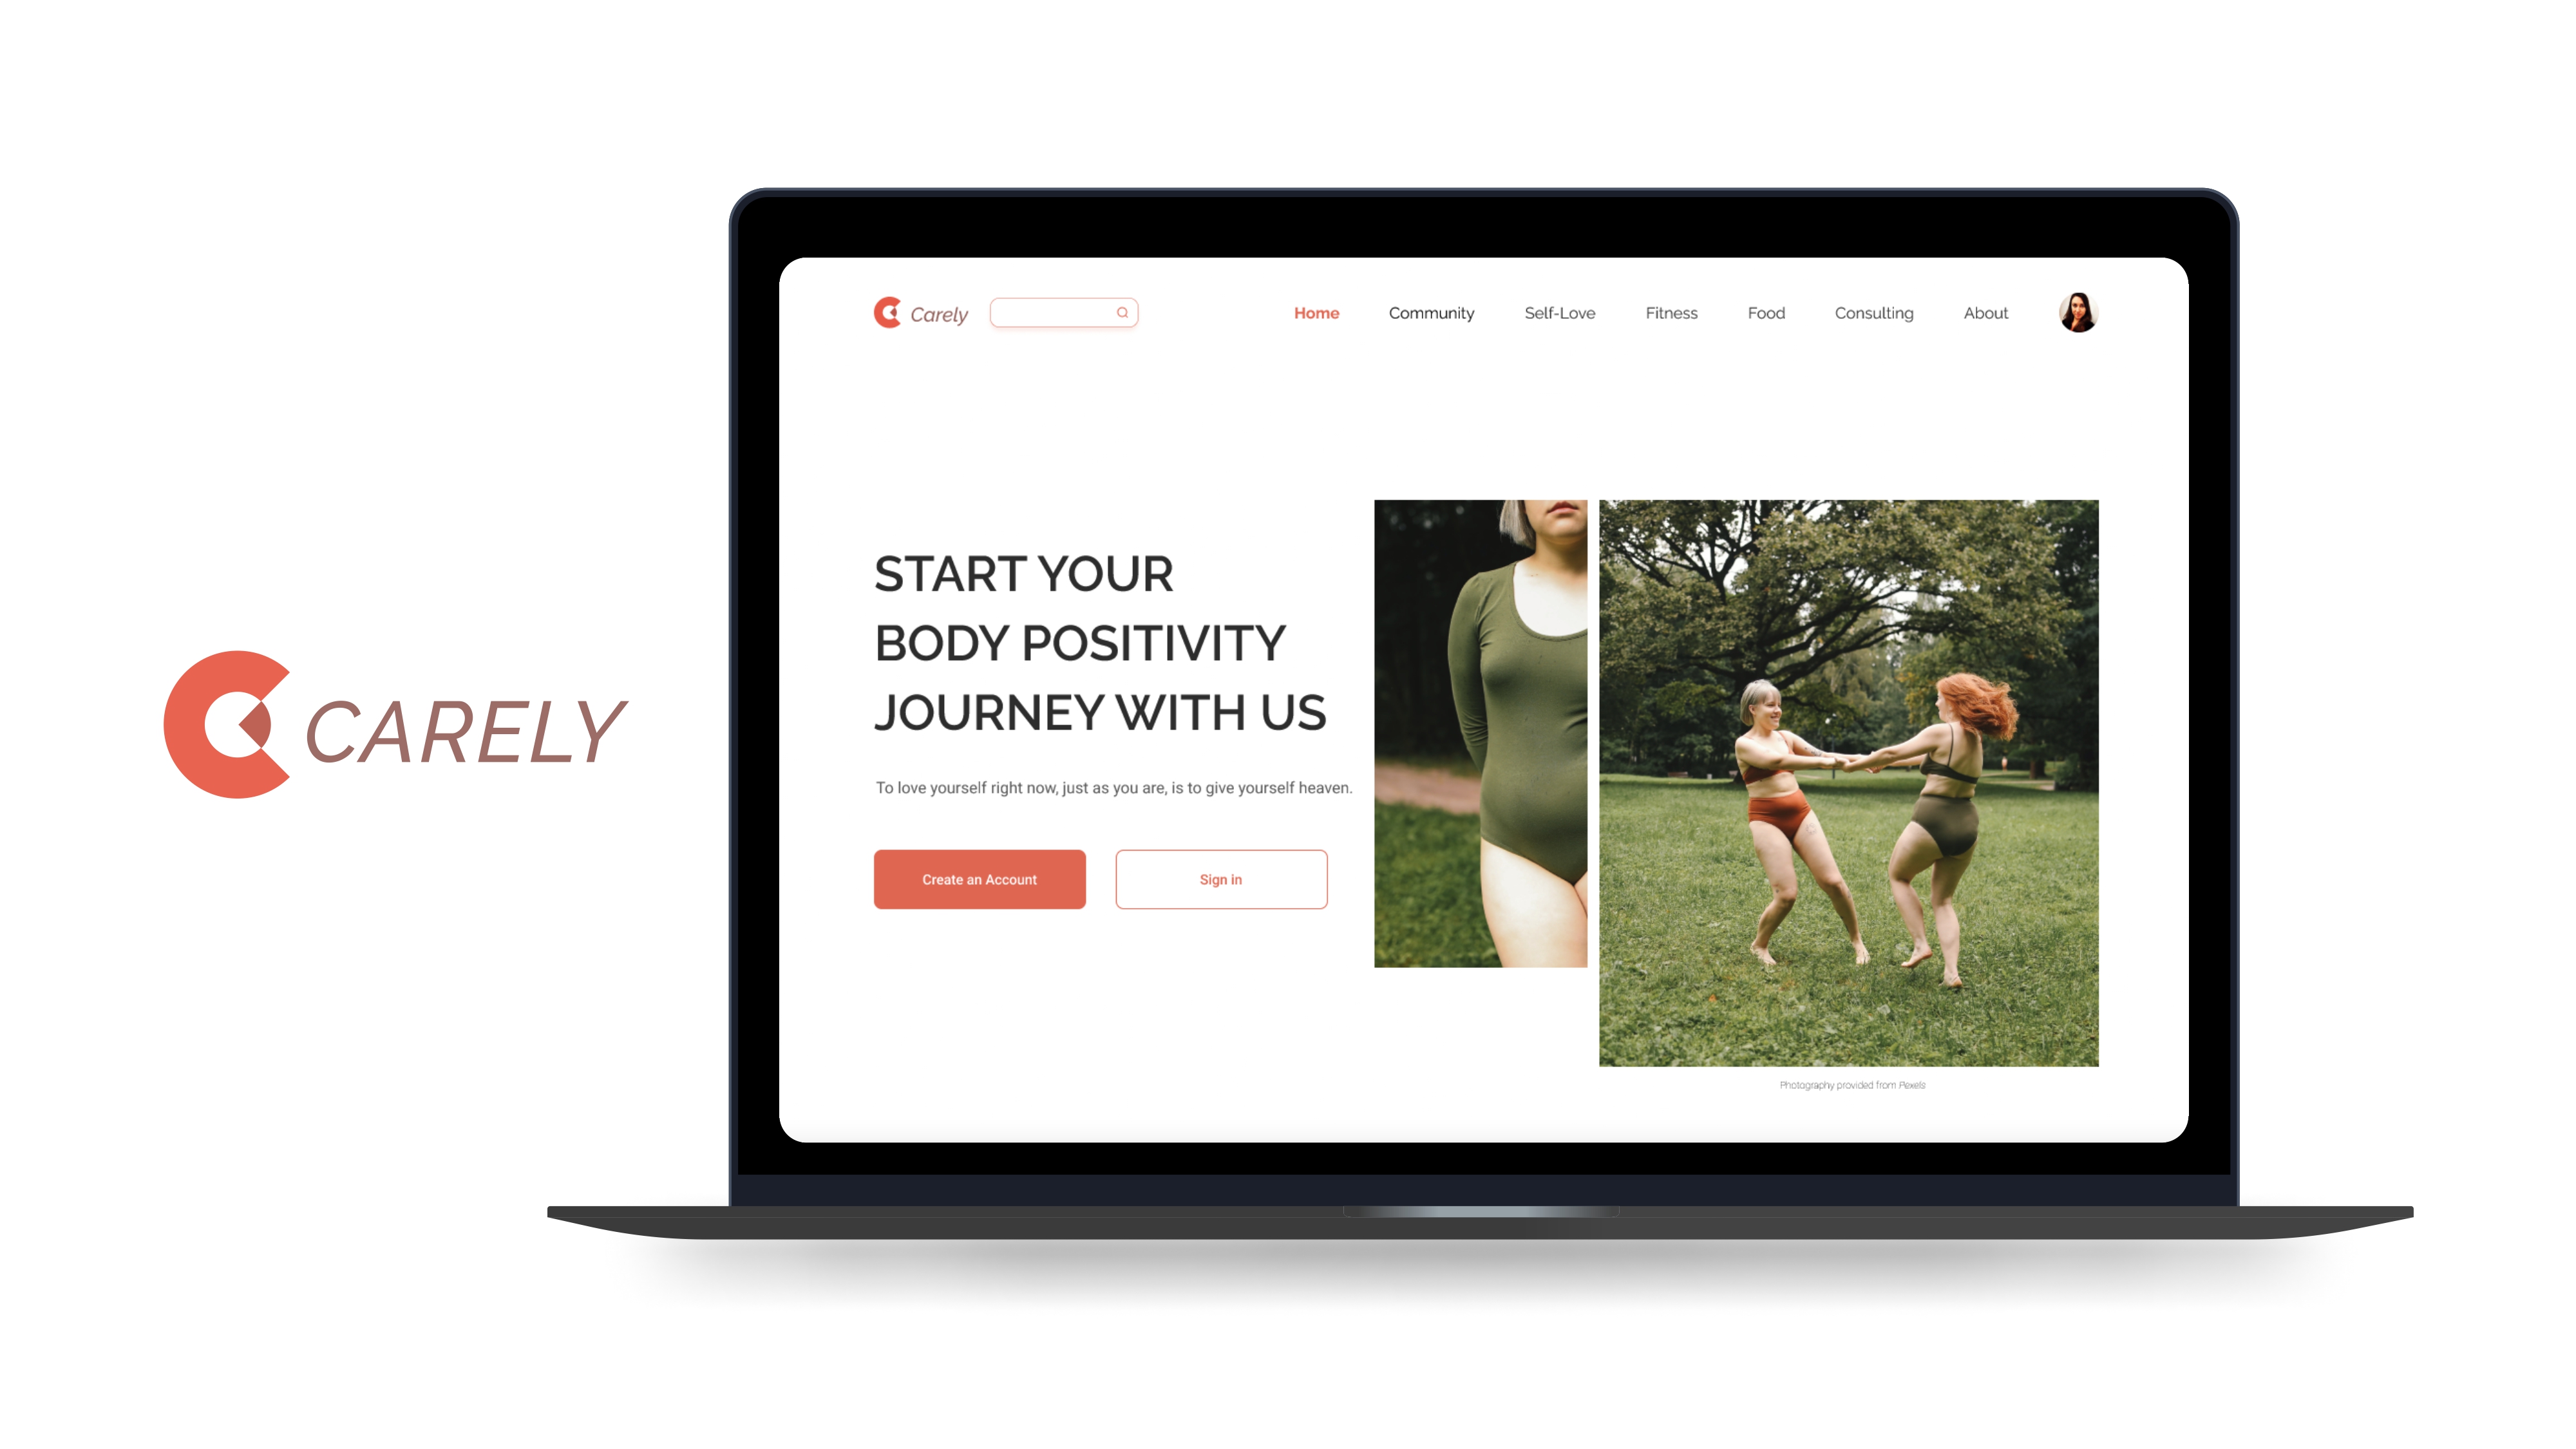 CARELY
Carely
Home Community Self-Love Fitness Food Consulting About
START YOUR
BODY POSITIVITY
JOURNEY WITH US
To love yourself right now, just as you are, is to give yourself heaven.
Create an Account
Sign in
Photography provided from Pexels